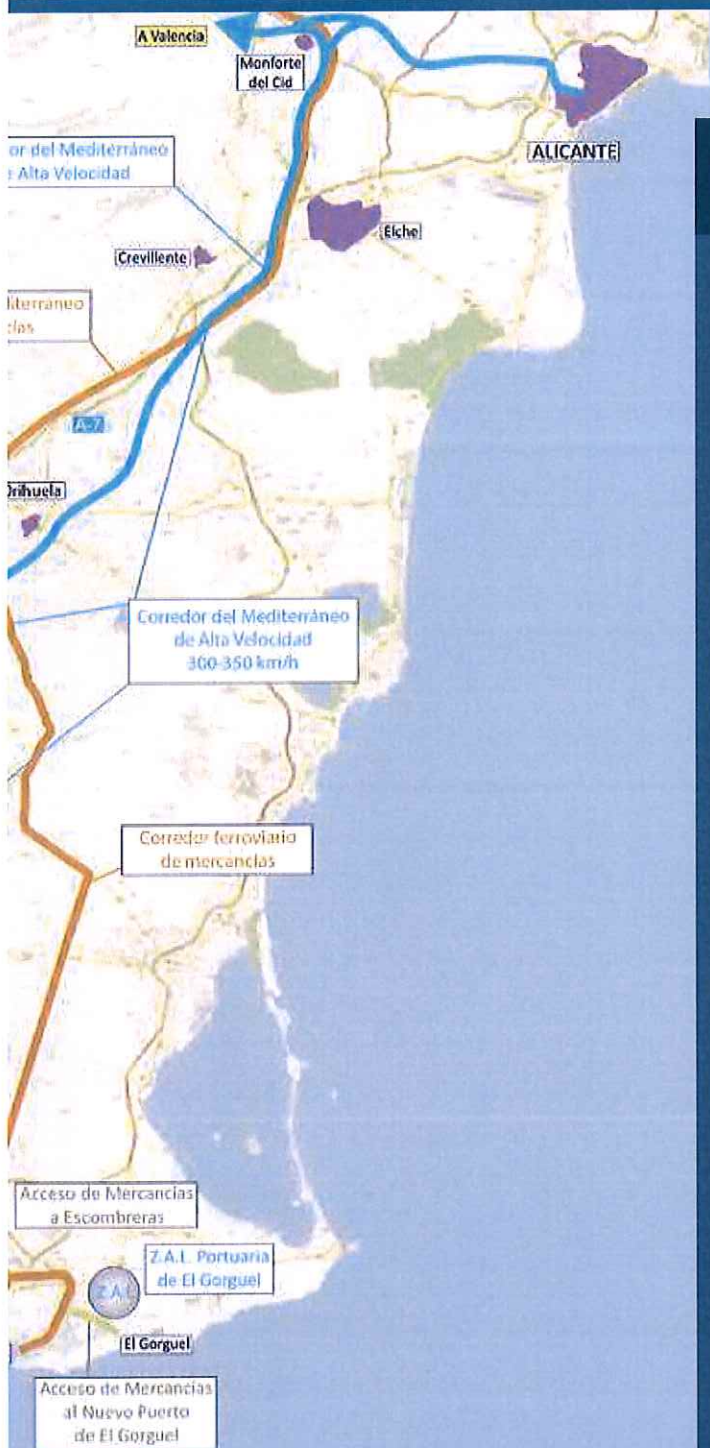 A Valencia
Monforte
del Cid
ALICANTE
or del Mediterráneo
Alta Velocidad
Elche
Crevillente
diterráneo
cías
A-7
Orihuela
Corredor del Mediterráneo
de Alta Velocidad
300-350 km/h
Corredor ferroviario
de mercancías
Acceso de Mercancías
a Escombreras
Z.A.L. Portuaria
de El Gorguel
Z.A.L
El Gorguel
Acceso de Mercancías
al Nuevo Puerto
de El Gorguel